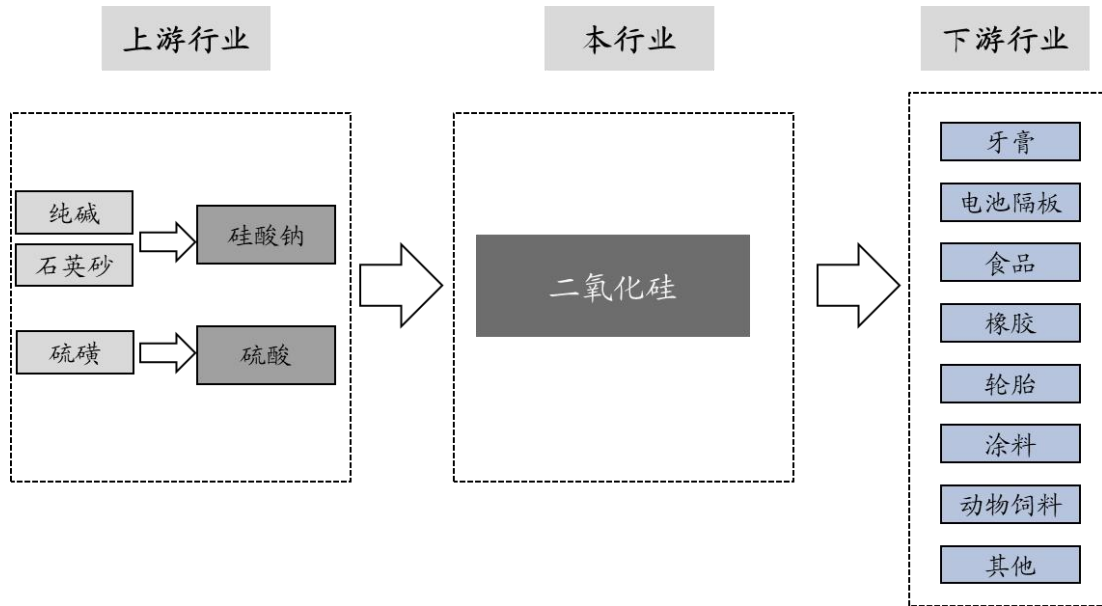 上游行业
本行业
下游行业
纯碱
石英砂
硅酸钠
硫磺
硫酸
二氧化硅
牙膏
电池隔板
食品
橡胶
轮胎
涂料
动物饲料
其他